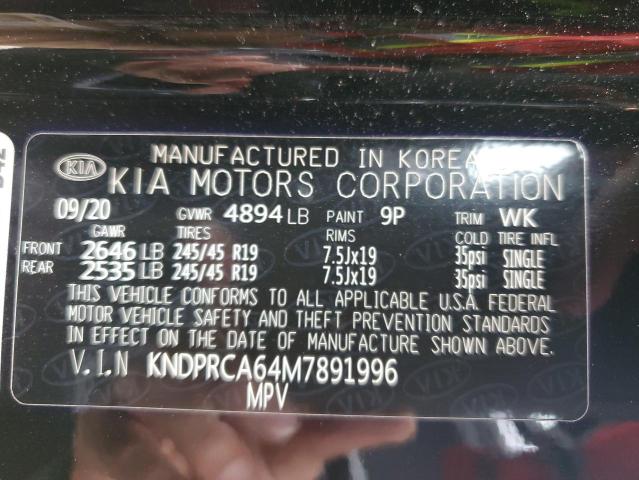 MANUFACTURED IN KOREA
KIA KIA MOTORS CORPORATION
09/20 GVWR 4894 LB PAINT 9P TRIM WK
GAWR TIRES RIMS COLD TIRE INFL
FRONT 2646 LB 245/45 R19 7.5Jx19 35psi SINGLE
REAR 2535 LB 245/45 R19 7.5Jx19 35psi SINGLE
THIS VEHICLE CONFORMS TO ALL APPLICABLE U.S.A. FEDERAL
MOTOR VEHICLE SAFETY AND THEFT PREVENTION STANDARDS
IN EFFECT ON THE DATE OF MANUFACTURE SHOWN ABOVE.
V.I.N KNDPRCA64M7891996
MPV